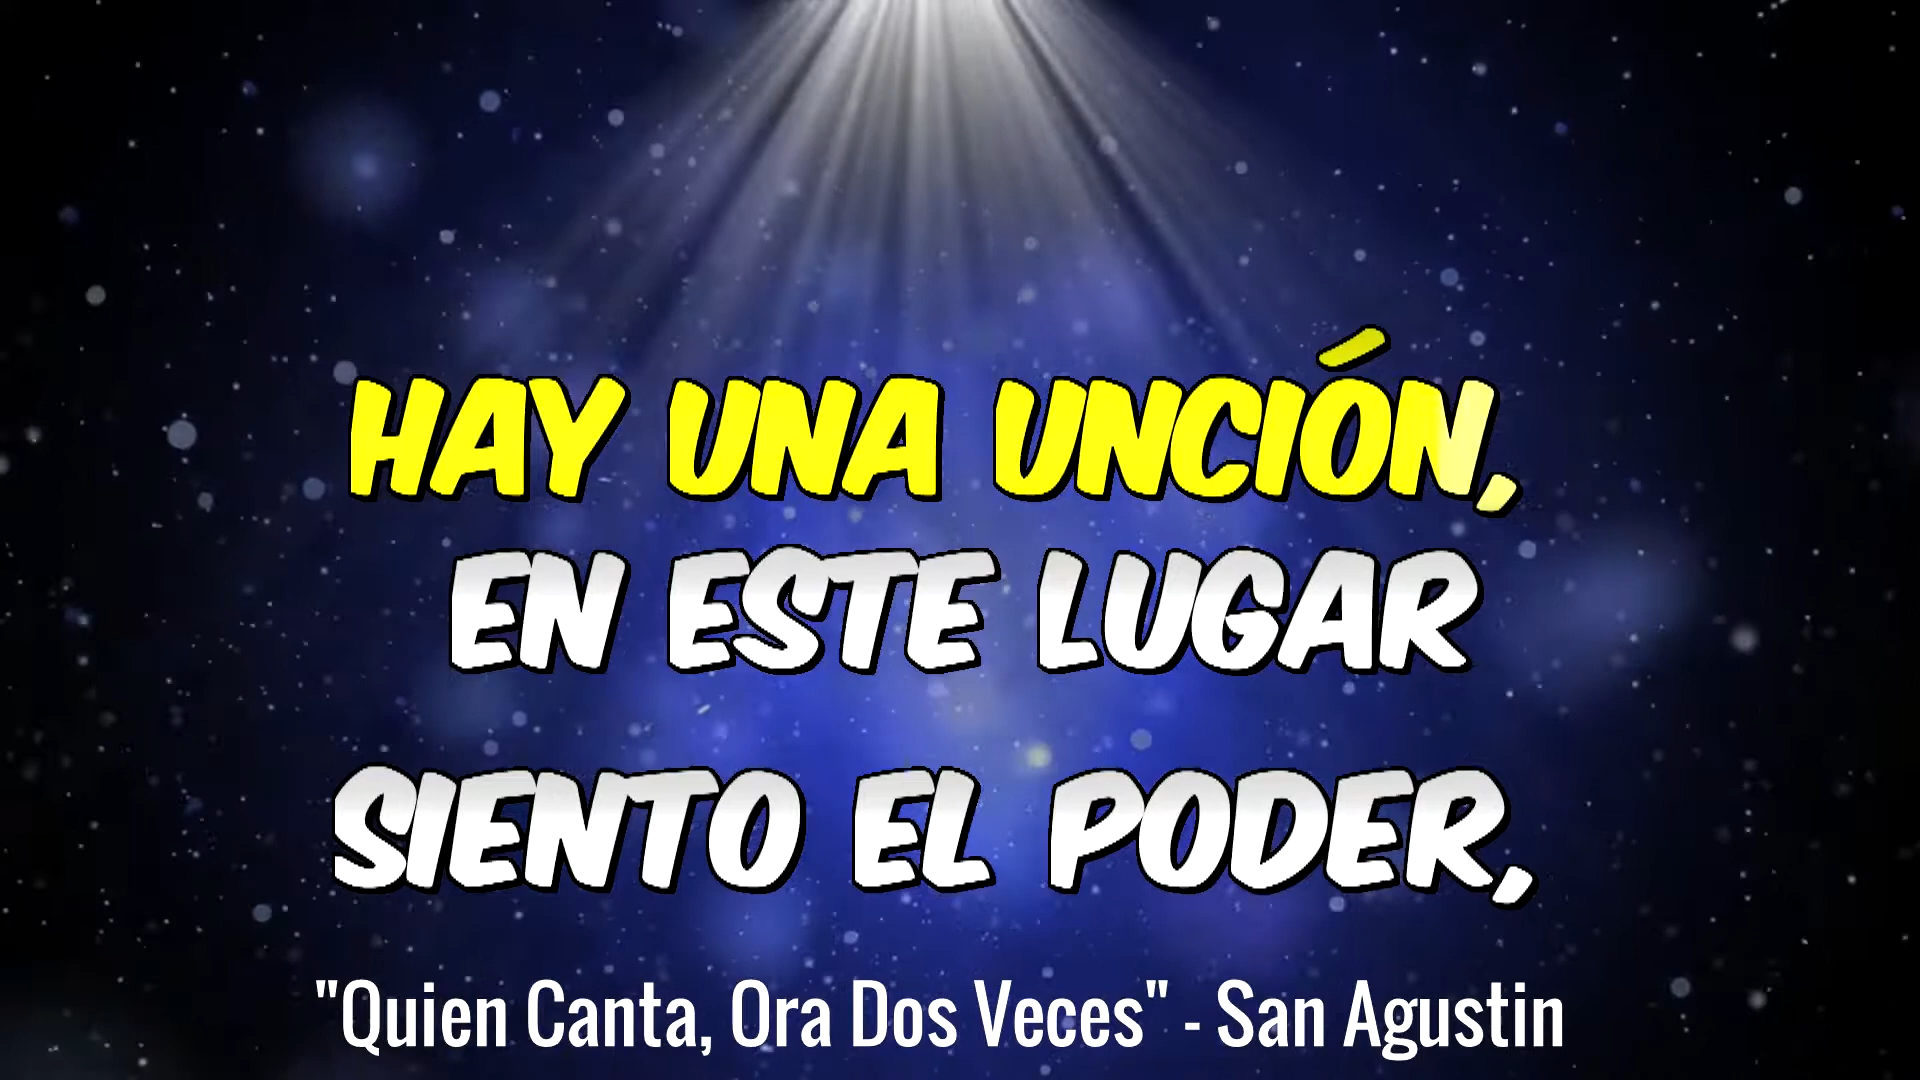 HAY UNA UNCIÓN,
EN ESTE LUGAR
SIENTO EL PODER,
"Quien Canta, Ora Dos Veces" - San Agustin